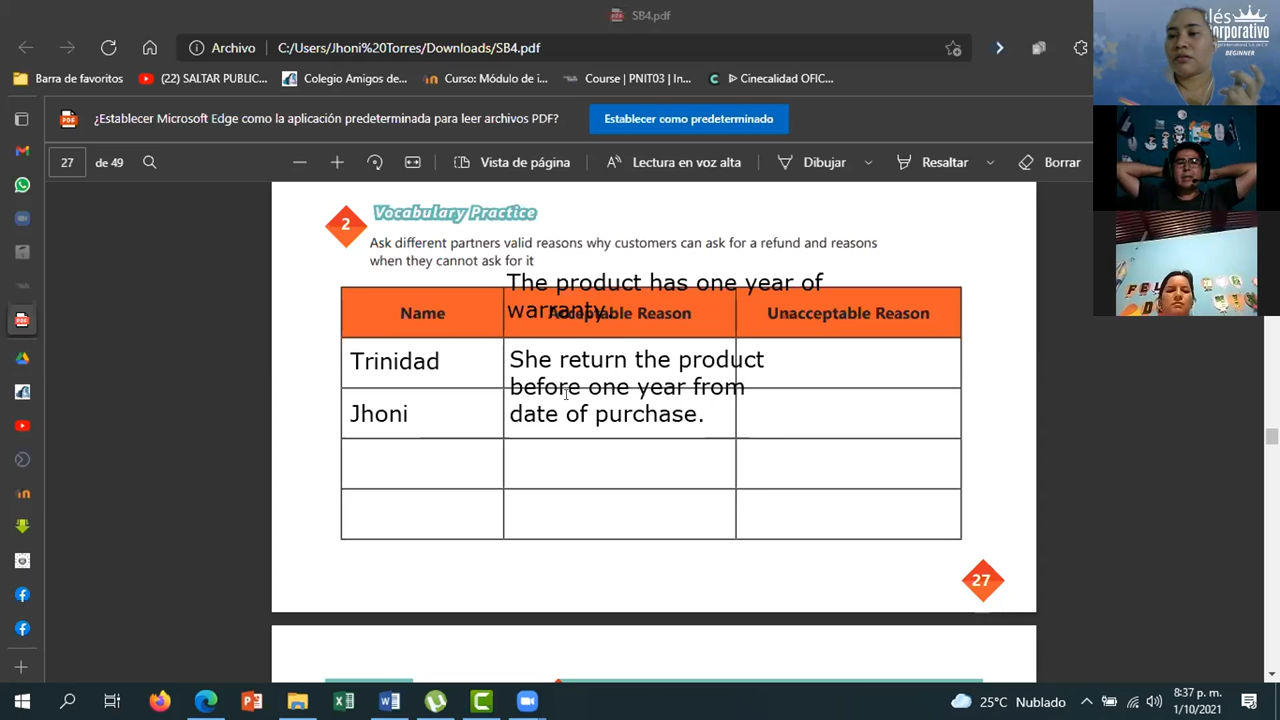 SB4.pdf
Archivo C:/Users/Jhoni%20Torres/Downloads/SB4.pdf
Barra de favoritos (22) SALTAR PUBLIC... Colegio Amigos de... Curso: Módulo de i... Course | PNIT03 | In... ᐅ Cinecalidad OFIC...
¿Establecer Microsoft Edge como la aplicación predeterminada para leer archivos PDF? Establecer como predeterminado
27 de 49 Vista de página Lectura en voz alta Dibujar Resaltar Borrar
2 Vocabulary Practice
Ask different partners valid reasons why customers can ask for a refund and reasons
when they cannot ask for it
The product has one year of
warranty.
Name Acceptable Reason Unacceptable Reason
Trinidad She return the product
before one year from
Jhoni date of purchase.
27
lés
orporativo
BEGINNER
25°C Nublado
8:37 p. m.
1/10/2021